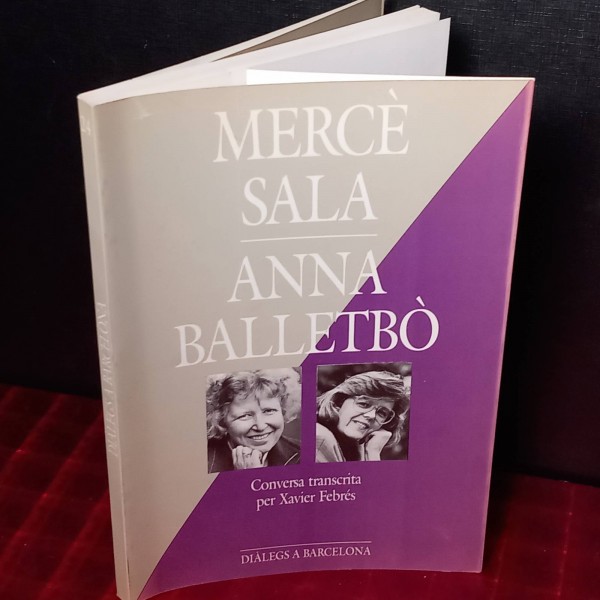 MERCÈ
SALA
ANNA
BALLETBÒ
Conversa transcrita
per Xavier Febrés
DIÀLEGS A BARCELONA